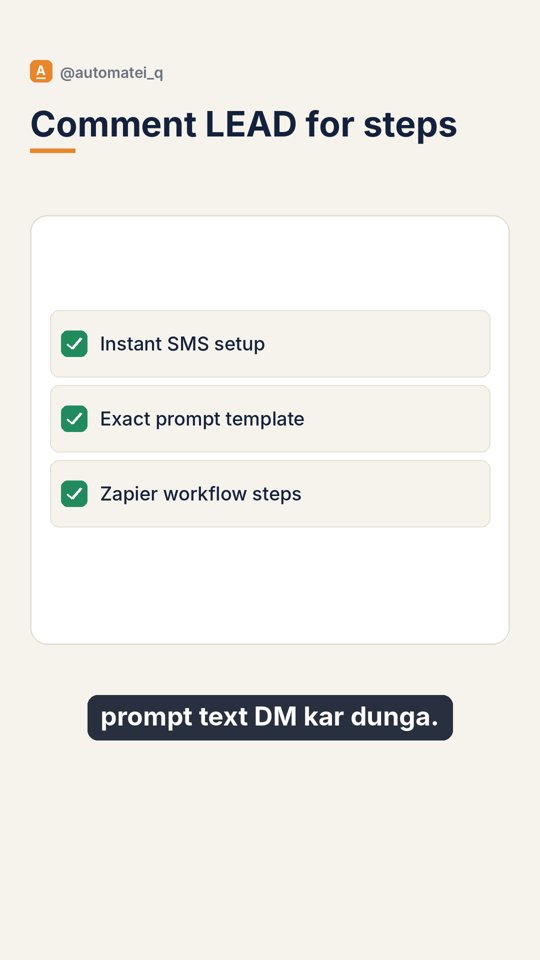 A
@automatei_q
Comment LEAD for steps
Instant SMS setup
Exact prompt template
Zapier workflow steps
prompt text DM kar dunga.